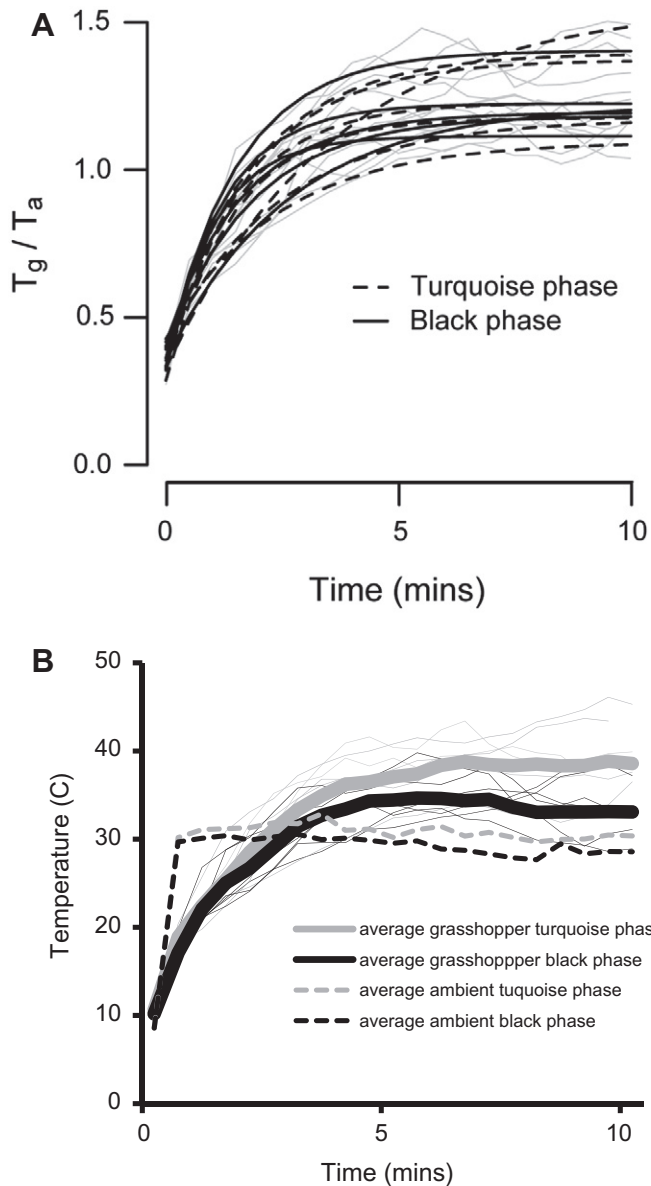 A
1.5
1.0
0.5
0.0
Tg / Ta
Turquoise phase
Black phase
0 5 10
Time (mins)
B
50
40
30
20
10
0
Temperature (C)
average grasshopper turquoise phas
average grasshoppper black phase
average ambient tuquoise phase
average ambient black phase
0 5 10
Time (mins)